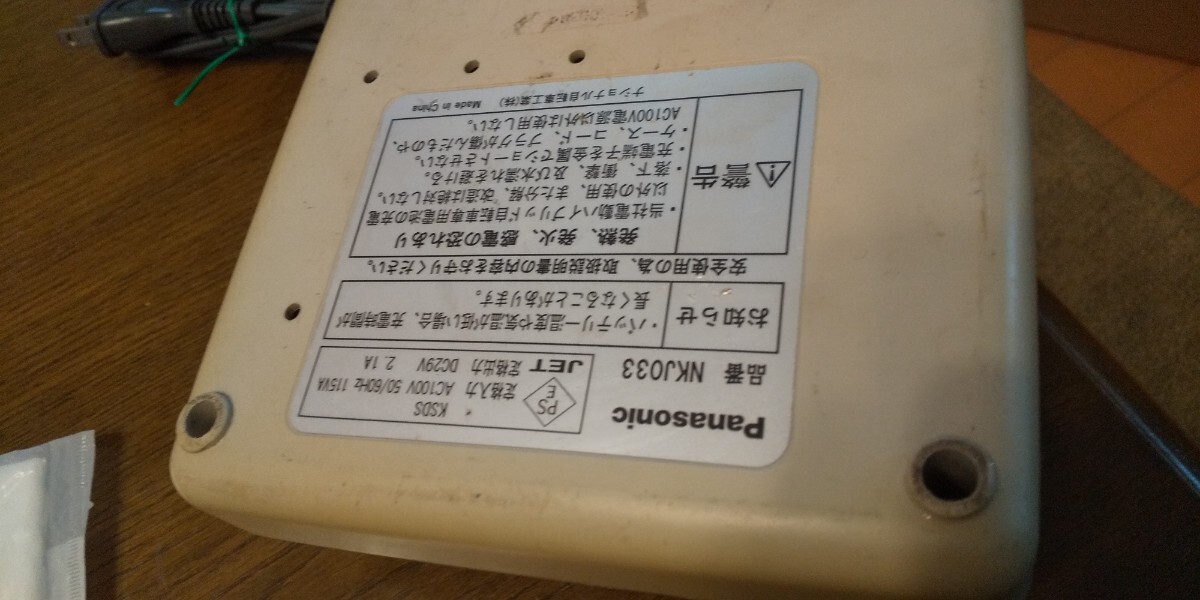 Panasonic
品番 NKJ033
PS
E
KSDS
定格入力 AC100V 50/60Hz 115VA
JET 定格出力 DC29V 2.1A
お知らせ
・バッテリー温度や気温が低い場合、充電時間が
長くなることがあります。
安全使用の為、取扱説明書の内容をお守りください。
警告
発熱、発火、感電の恐れあり
・当社電動ハイブリッド自転車専用電池の充電
以外の使用、また、分解、改造は絶対しない。
・落下、衝撃、及び水濡れを避ける。
・充電端子を金属でショートさせない。
・ケース、コード、プラグが傷んだものや、
AC100V電源以外は使用しない。
ナショナル自転車工業(株) Made in China